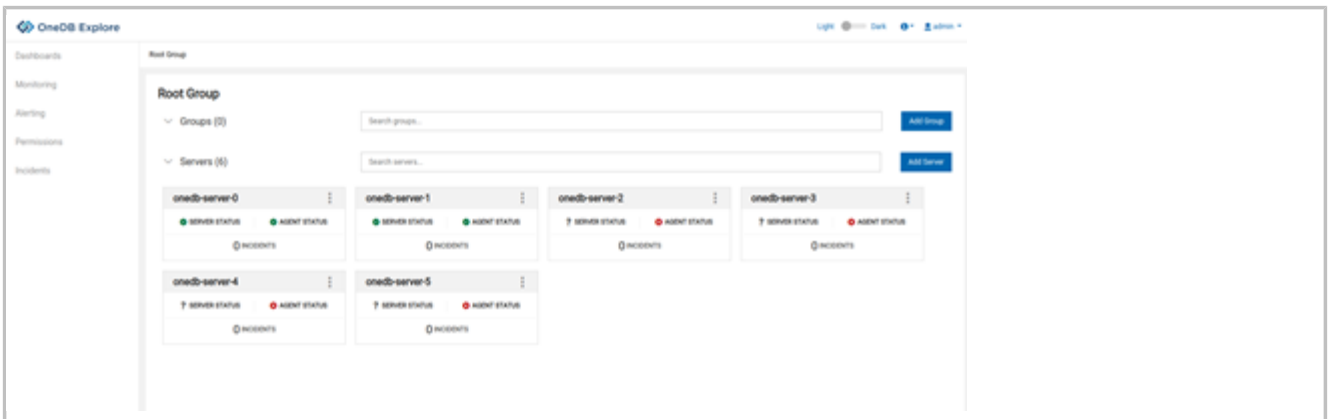 OneDB Explore
Light Dark admin
Dashboards
Monitoring
Alerting
Permissions
Incidents
Root Group
Root Group
Groups (0) Search groups... Add Group
Servers (6) Search servers... Add Server
onedb-server-0 onedb-server-1 onedb-server-2 onedb-server-3
SERVER STATUS AGENT STATUS SERVER STATUS AGENT STATUS ? SERVER STATUS AGENT STATUS ? SERVER STATUS AGENT STATUS
0 INCIDENTS 0 INCIDENTS 0 INCIDENTS 0 INCIDENTS
onedb-server-4 onedb-server-5
? SERVER STATUS AGENT STATUS ? SERVER STATUS AGENT STATUS
0 INCIDENTS 0 INCIDENTS